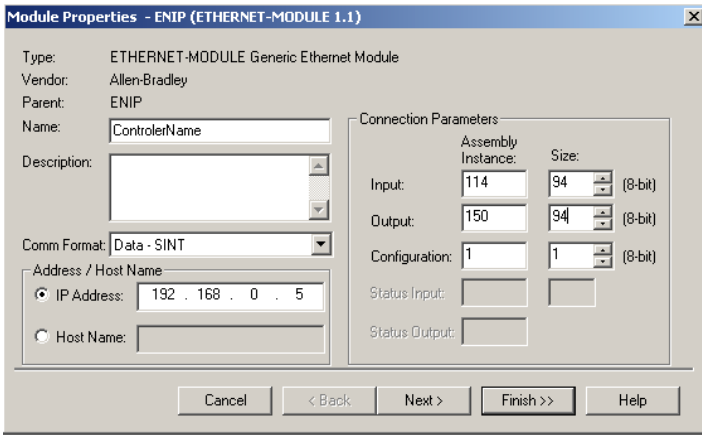 Module Properties - ENIP (ETHERNET-MODULE 1.1)
Type: ETHERNET-MODULE Generic Ethernet Module
Vendor: Allen-Bradley
Parent: ENIP
Name: ControlerName
Description:
Comm Format: Data - SINT
Address / Host Name
IP Address: 192 . 168 . 0 . 5
Host Name:
Connection Parameters
Assembly
Instance: Size:
Input: 114 94 (8-bit)
Output: 150 94 (8-bit)
Configuration: 1 1 (8-bit)
Status Input:
Status Output:
Cancel < Back Next > Finish >> Help